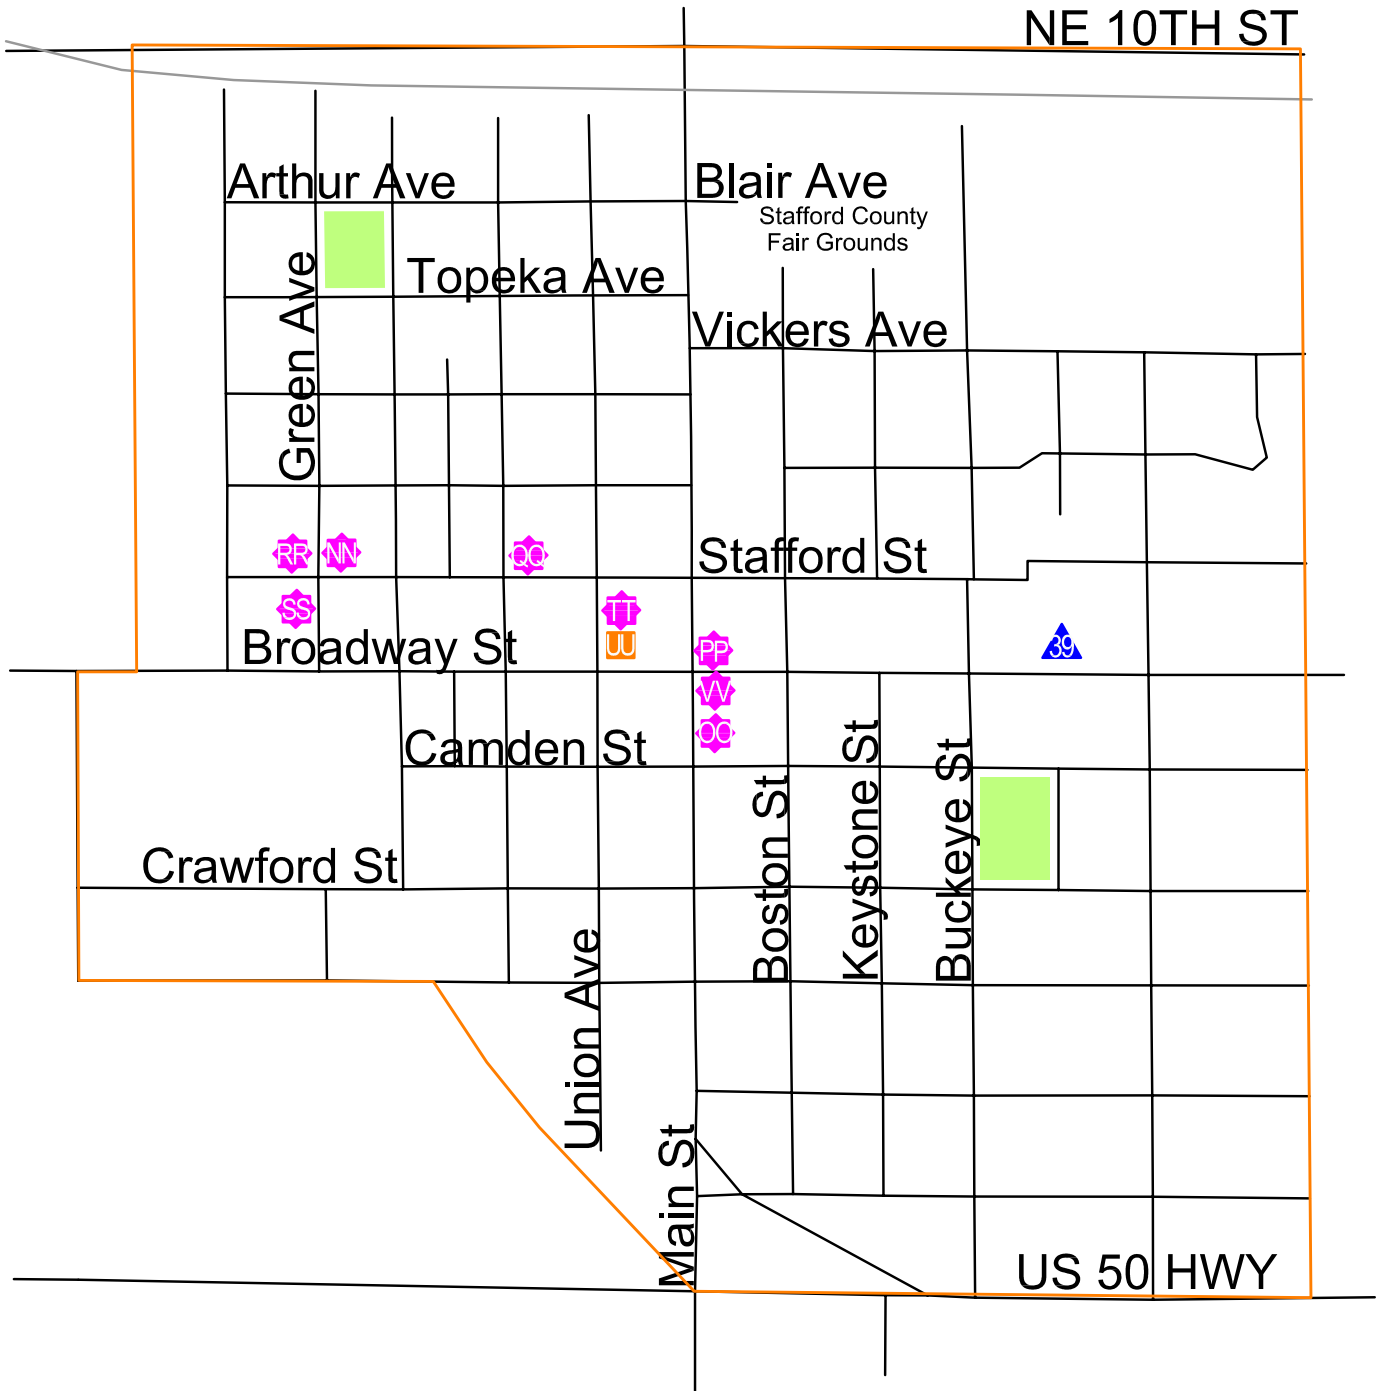 NE 10TH ST
Arthur Ave
Blair Ave
Stafford County
Fair Grounds
Green Ave
Topeka Ave
Vickers Ave
RR
NN
QQ
Stafford St
SS
TT
Broadway St
UU
PP
39
VV
OO
Camden St
Boston St
Keystone St
Buckeye St
Crawford St
Union Ave
Main St
US 50 HWY